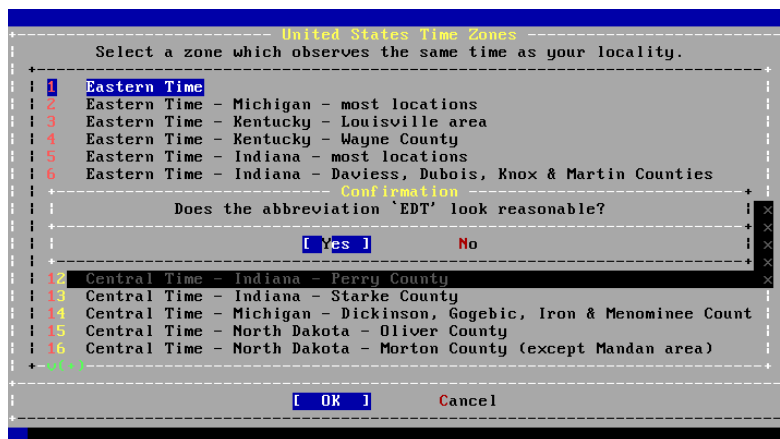 United States Time Zones
Select a zone which observes the same time as your locality.
1 Eastern Time
2 Eastern Time - Michigan - most locations
3 Eastern Time - Kentucky - Louisville area
4 Eastern Time - Kentucky - Wayne County
5 Eastern Time - Indiana - most locations
6 Eastern Time - Indiana - Daviess, Dubois, Knox & Martin Counties
Confirmation
Does the abbreviation `EDT' look reasonable?
[ Yes ] No
12 Central Time - Indiana - Perry County
13 Central Time - Indiana - Starke County
14 Central Time - Michigan - Dickinson, Gogebic, Iron & Menominee Count
15 Central Time - North Dakota - Oliver County
16 Central Time - North Dakota - Morton County (except Mandan area)
v(+)
[ OK ] Cancel